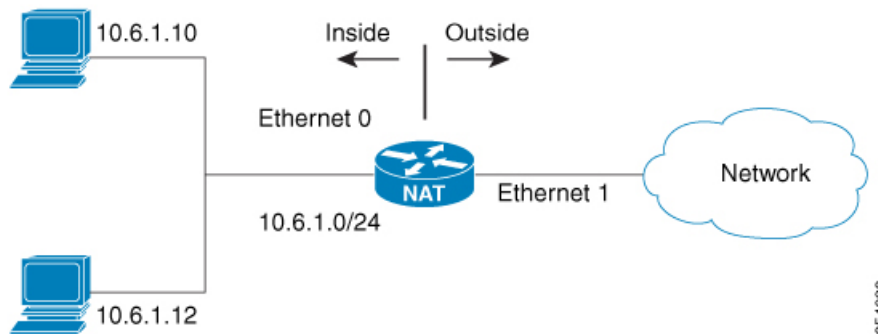 10.6.1.10
Inside
Outside
Ethernet 0
NAT
Ethernet 1
Network
10.6.1.0/24
10.6.1.12